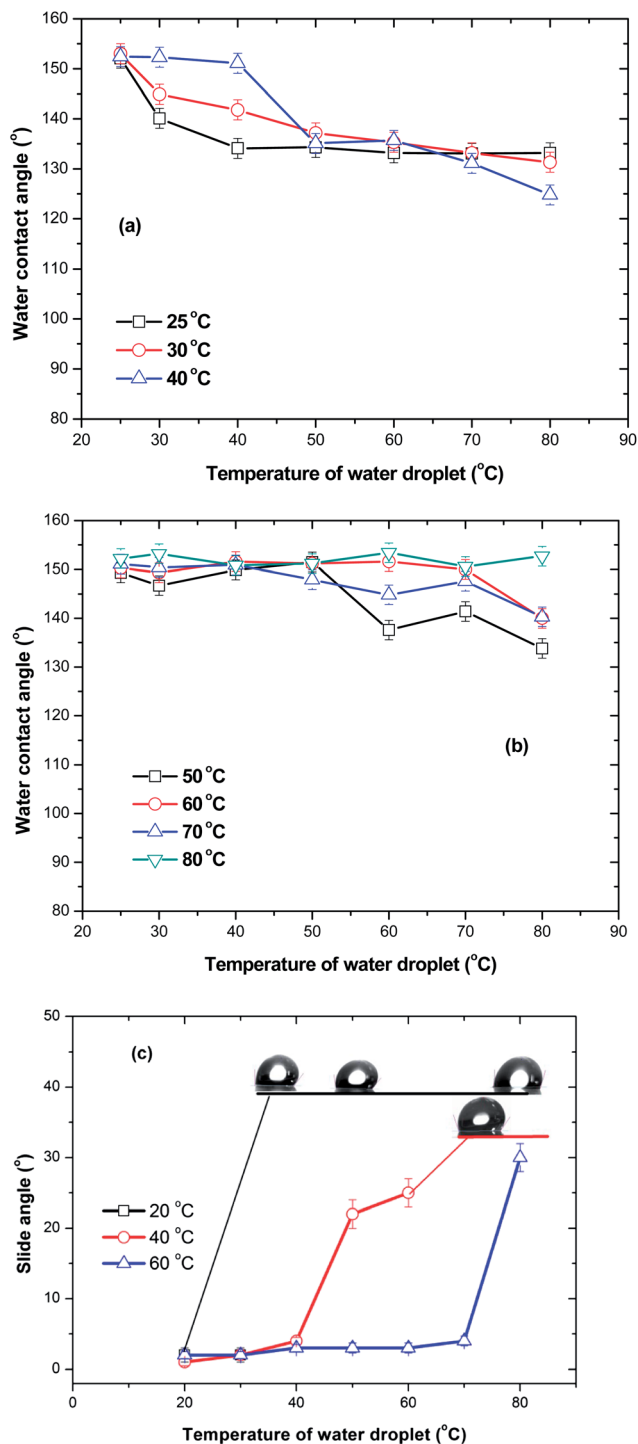 160
150
140
130
120
110
100
90
80
Water contact angle (°)
(a)
25 °C
30 °C
40 °C
20 30 40 50 60 70 80 90
Temperature of water droplet (°C)
160
150
140
130
120
110
100
90
80
Water contact angle (°)
(b)
50 °C
60 °C
70 °C
80 °C
20 30 40 50 60 70 80 90
Temperature of water droplet (°C)
50
40
30
20
10
0
Slide angle (°)
(c)
20 °C
40 °C
60 °C
20 40 60 80
Temperature of water droplet (°C)